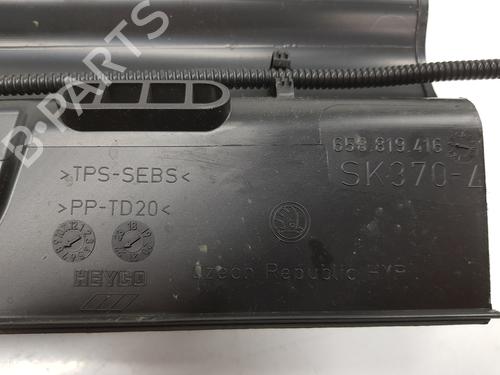 B-PARTS
658.819.416
SK370-
>TPS-SEBS<
>PP-TD20<
HEYCO
Czech Republic HYP